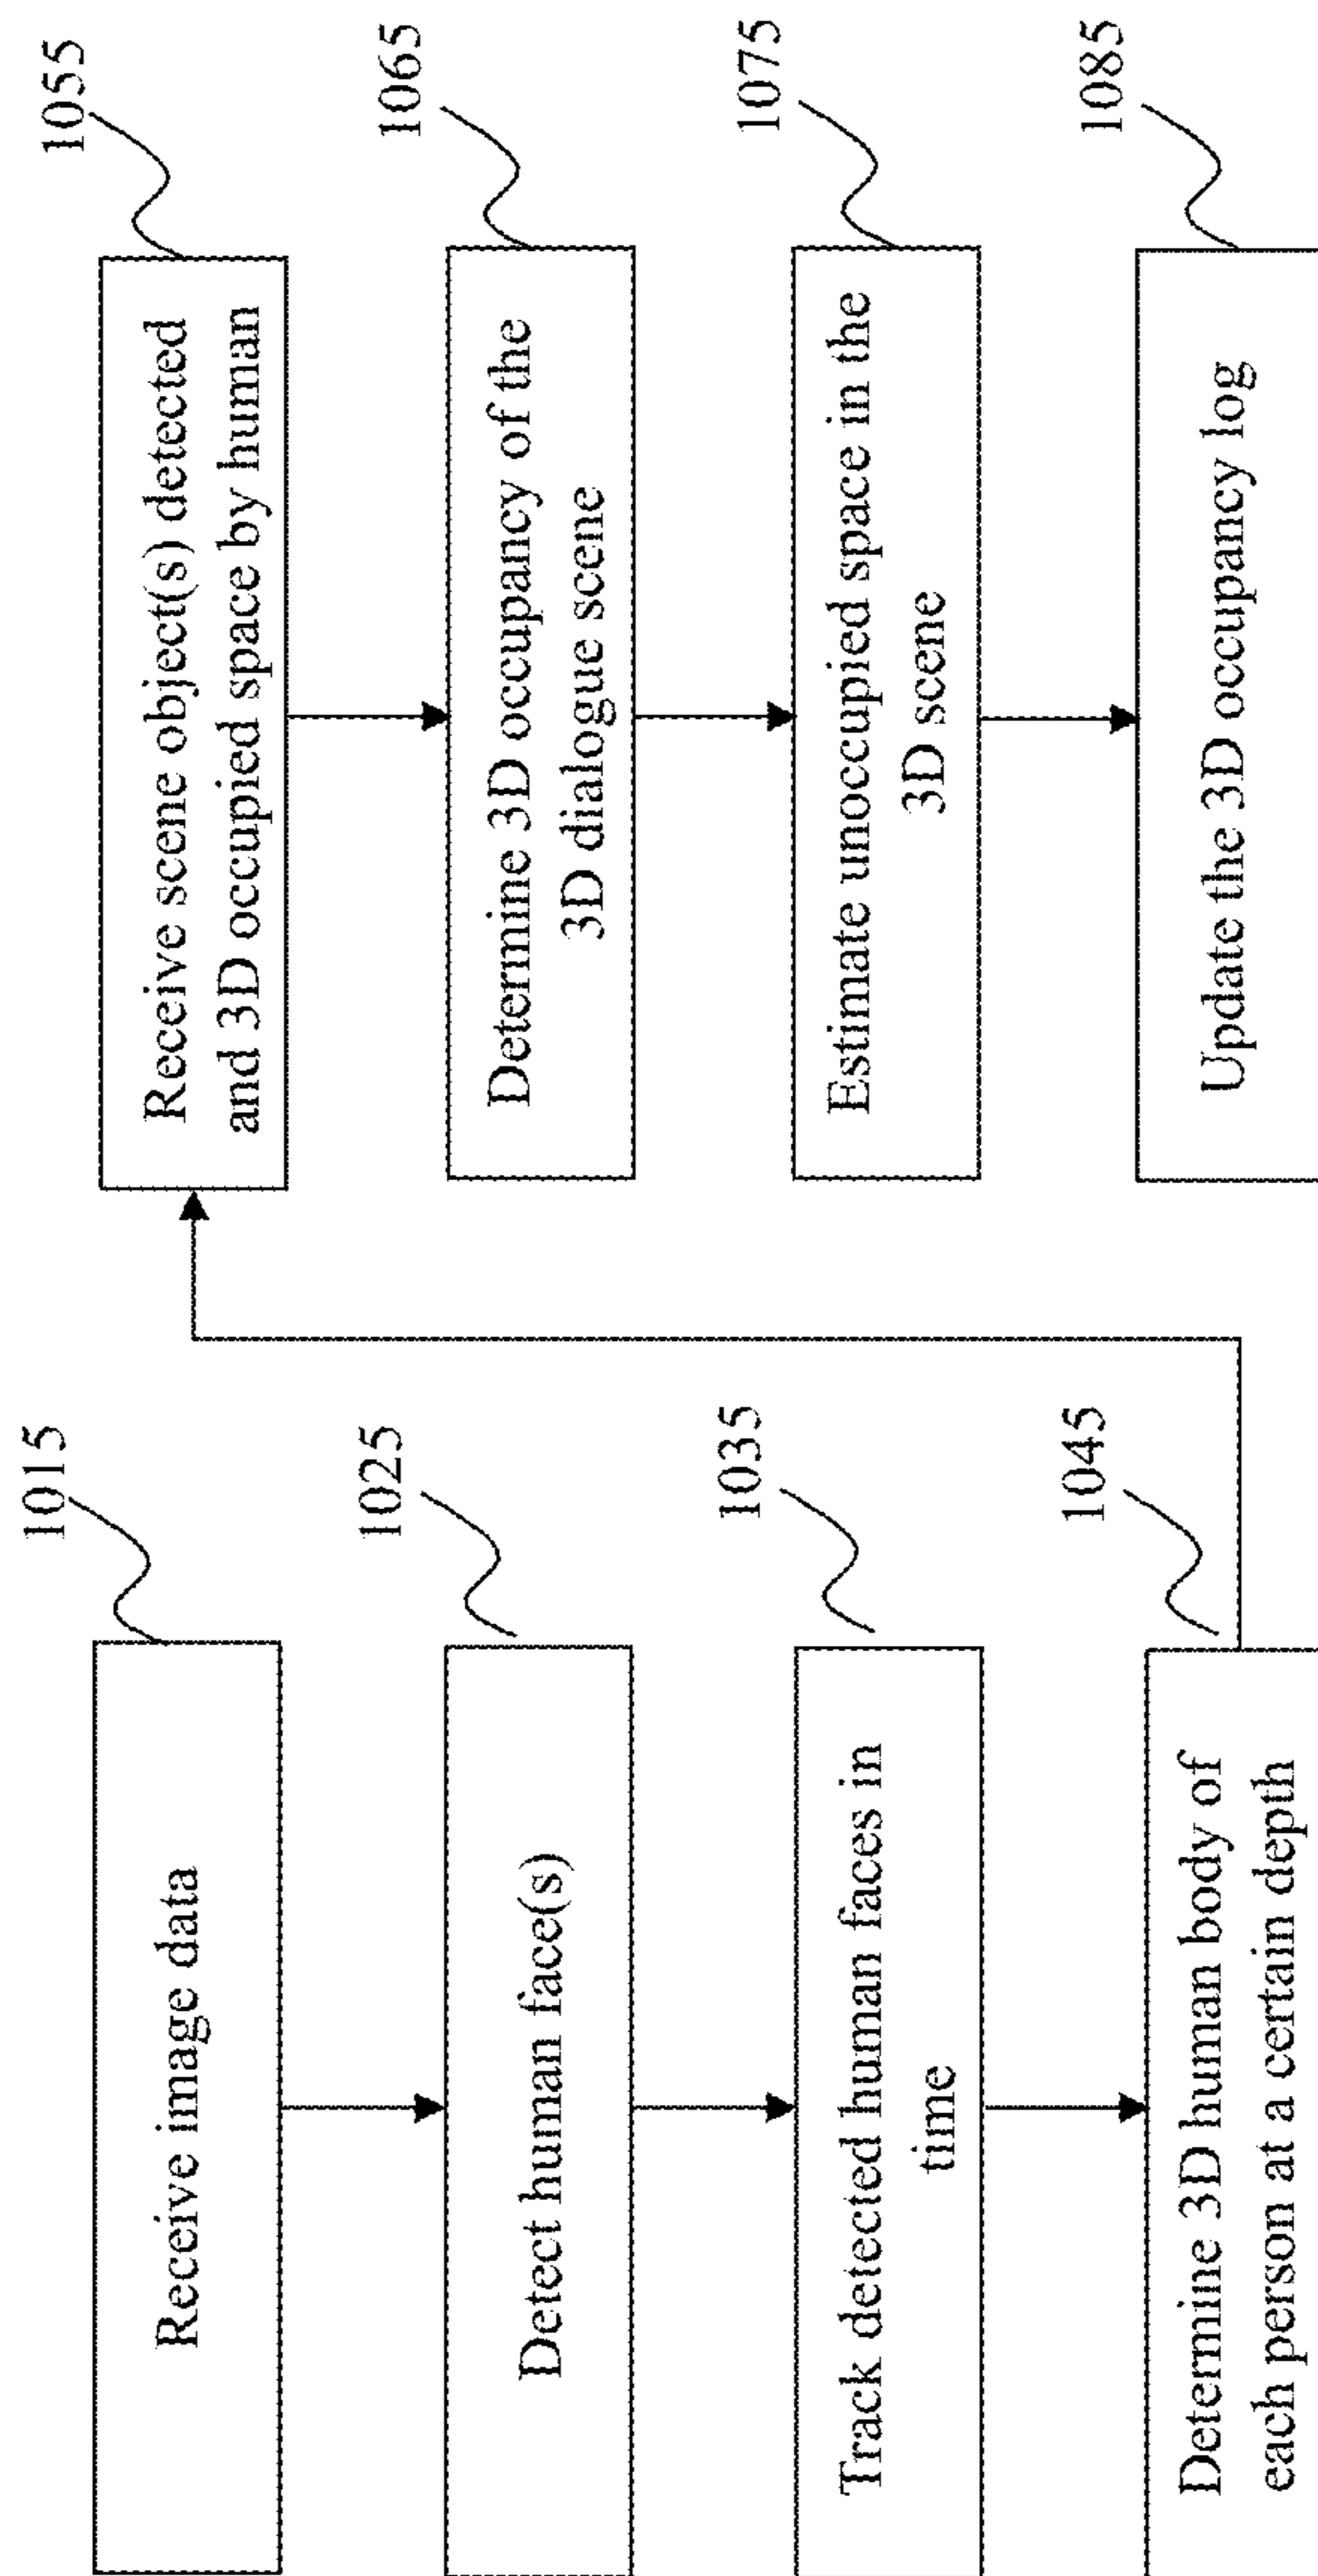 1015
Receive image data
1025
Detect human face(s)
1035
Track detected human faces in
time
1045
Determine 3D human body of
each person at a certain depth
1055
Receive scene object(s) detected
and 3D occupied space by human
1065
Determine 3D occupancy of the
3D dialogue scene
1075
Estimate unoccupied space in the
3D scene
1085
Update the 3D occupancy log